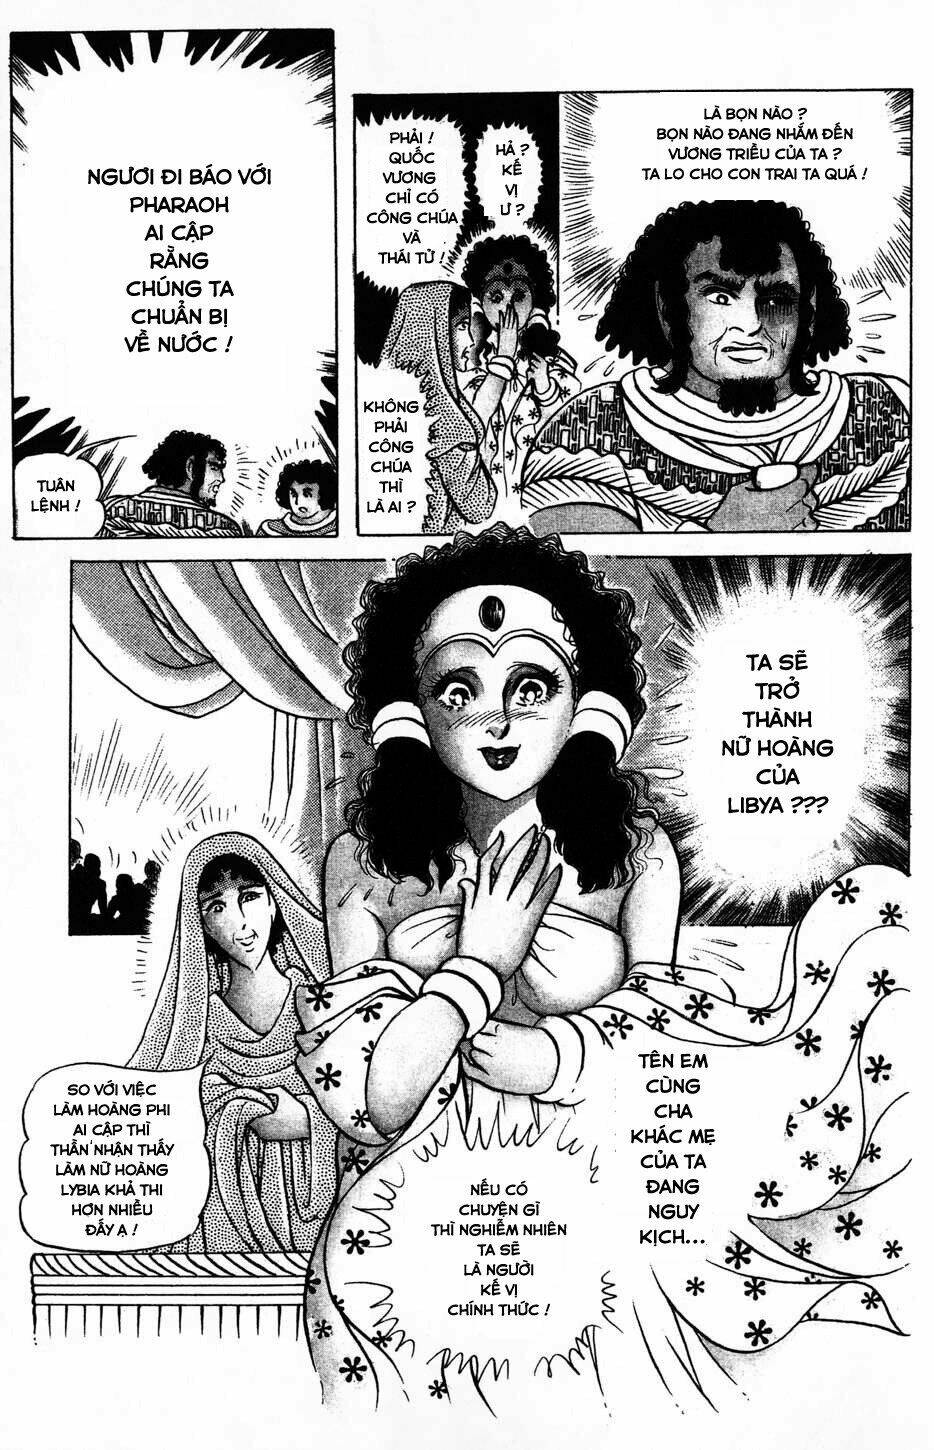 LÀ BỌN NÀO ?
BỌN NÀO ĐANG NHẮM ĐẾN
VƯƠNG TRIỀU CỦA TA ?
TA LO CHO CON TRAI TA QUÁ !
HẢ ?
KẾ
VỊ
Ư ?
PHẢI !
QUỐC
VƯƠNG
CHỈ CÓ
CÔNG CHÚA
VÀ
THÁI TỬ !
KHÔNG
PHẢI
CÔNG
CHÚA
THÌ
LÀ AI ?
NGƯƠI ĐI BÁO VỚI
PHARAOH
AI CẬP
RẰNG
CHÚNG TA
CHUẨN BỊ
VỀ NƯỚC !
TUÂN
LỆNH !
TA SẼ
TRỞ
THÀNH
NỮ HOÀNG
CỦA
LIBYA ???
TÊN EM
CÙNG
CHA
KHÁC MẸ
CỦA TA
ĐANG
NGUY
KỊCH...
NẾU CÓ
CHUYỆN GÌ
THÌ NGHIỄM NHIÊN
TA SẼ
LÀ NGƯỜI
KẾ VỊ
CHÍNH THỨC !
SO VỚI VIỆC
LÀM HOÀNG PHI
AI CẬP THÌ
THẦN NHẬN THẤY
LÀM NỮ HOÀNG
LYBIA KHẢ THI
HƠN NHIỀU
ĐẤY Ạ !